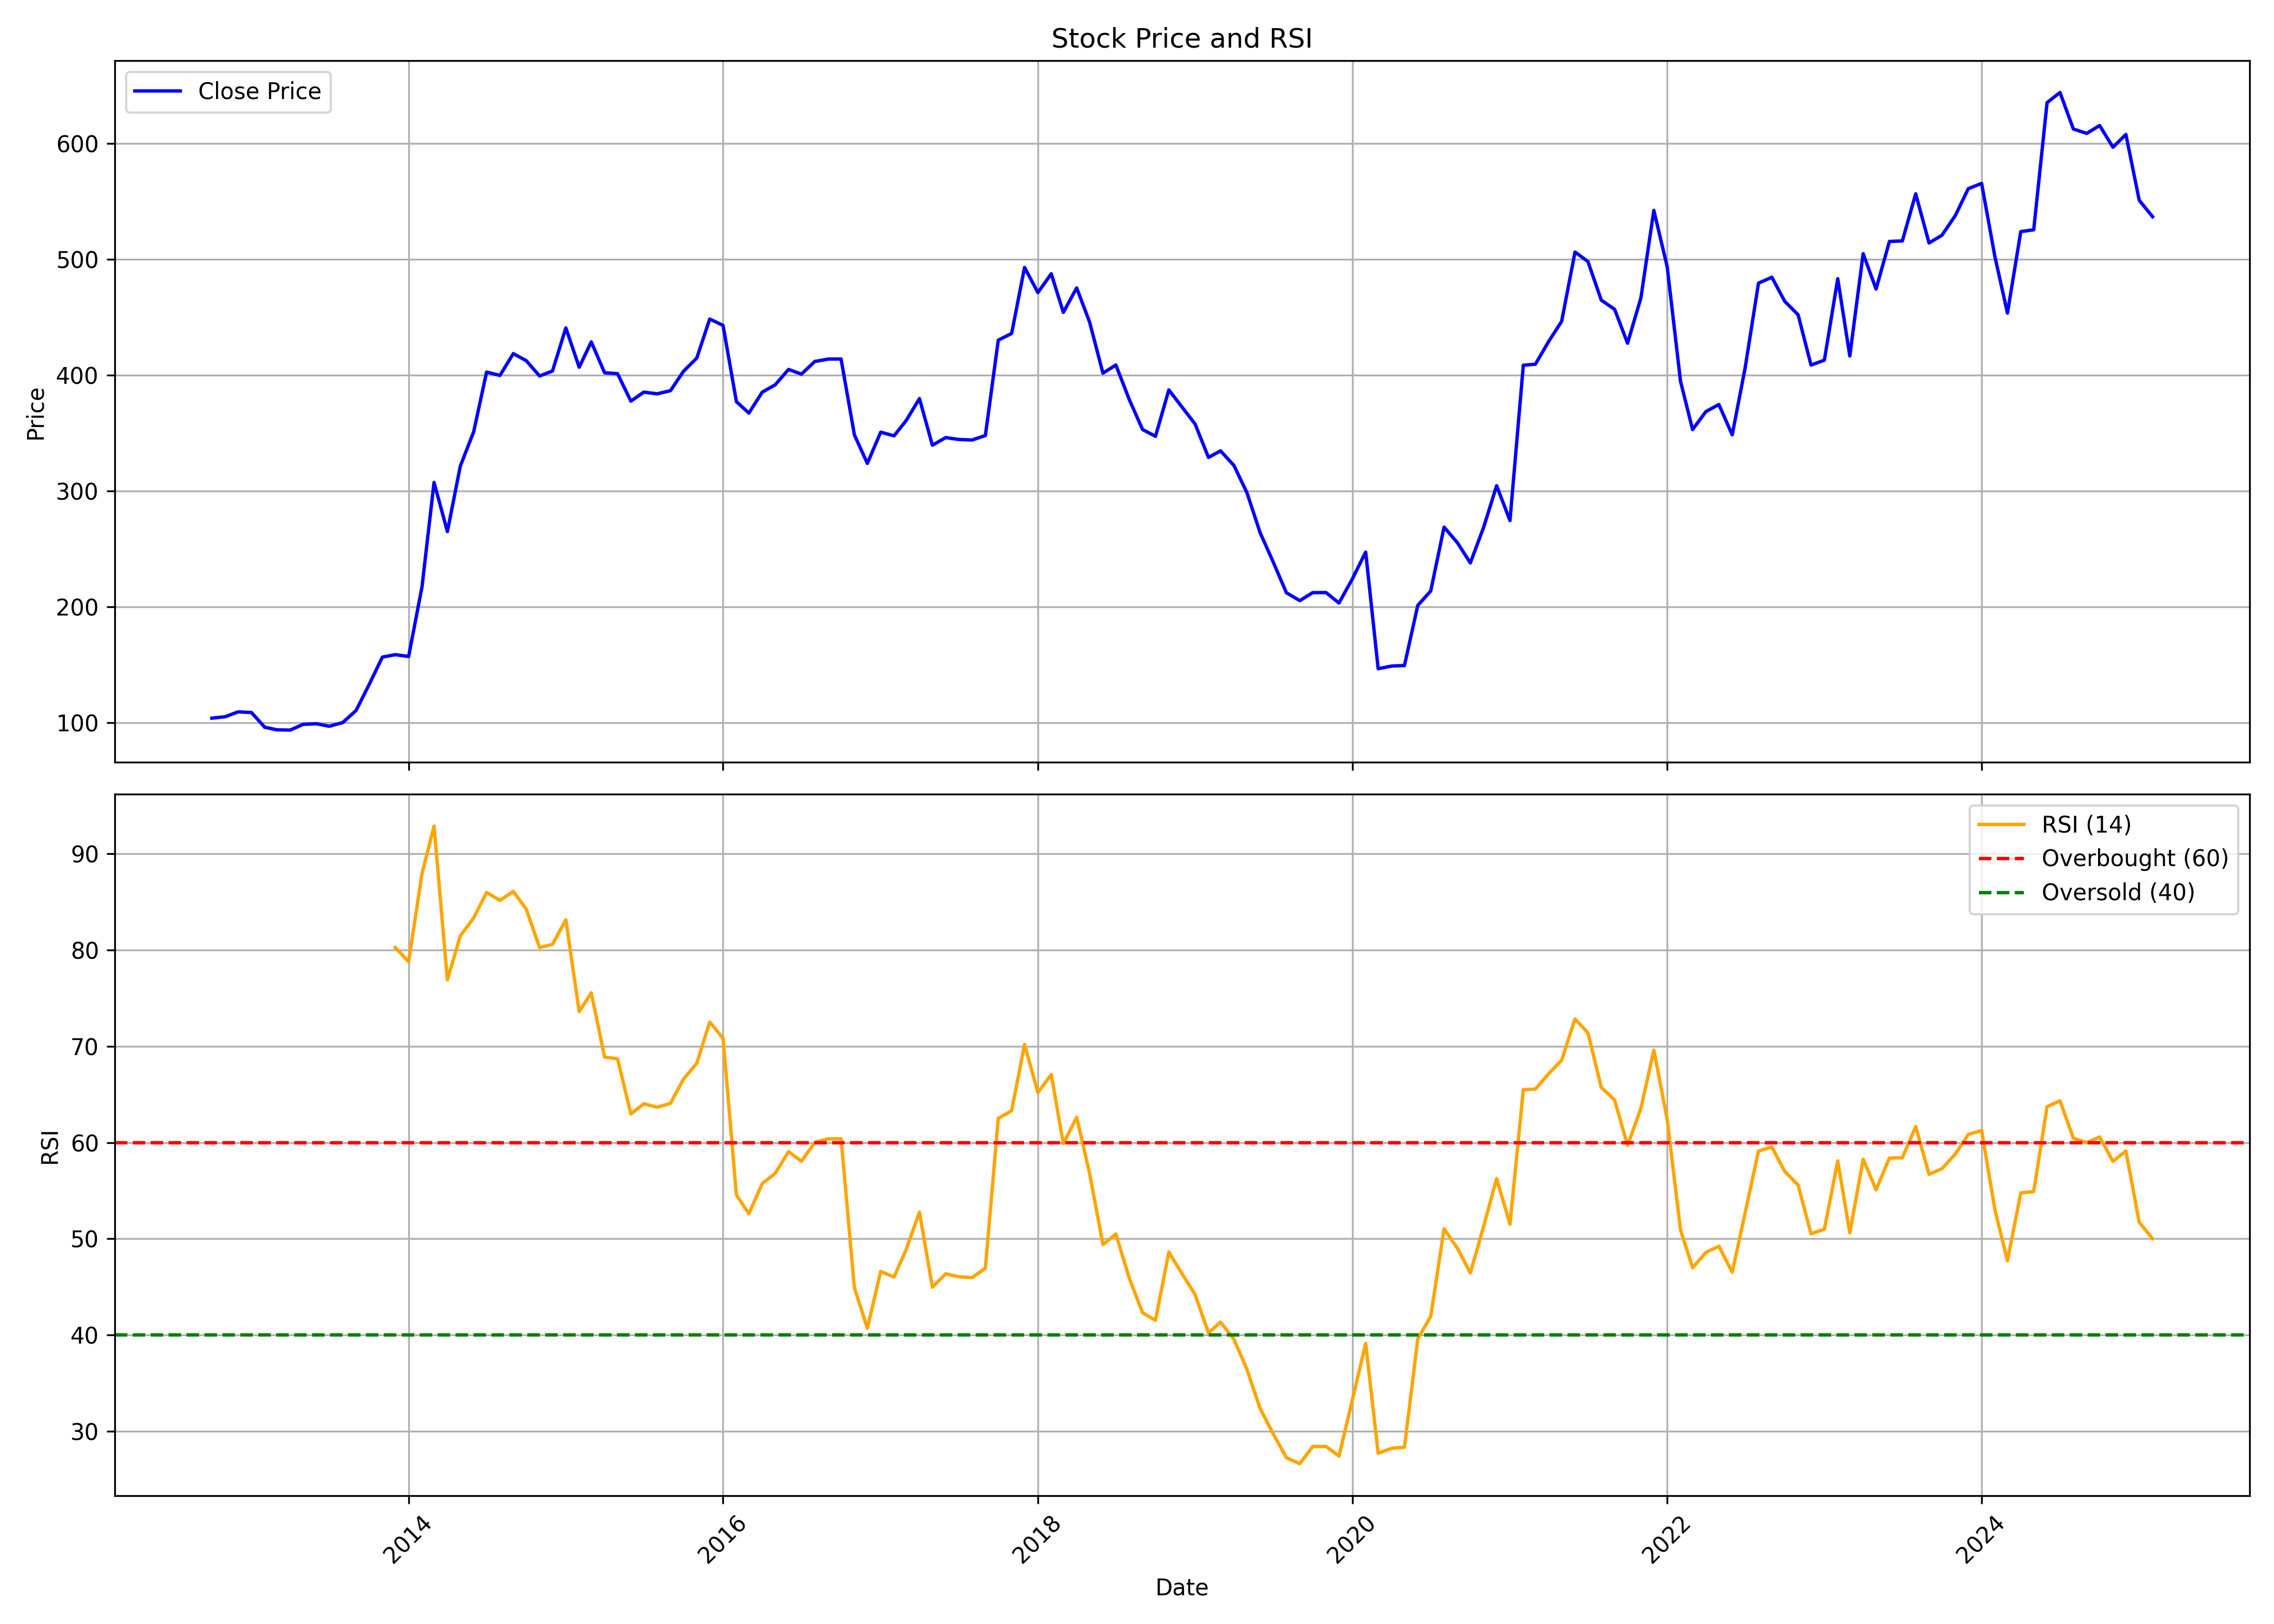 Stock Price and RSI
Close Price
Price
600
500
400
300
200
100
RSI (14)
Overbought (60)
Oversold (40)
RSI
90
80
70
60
50
40
30
2014
2016
2018
2020
2022
2024
Date